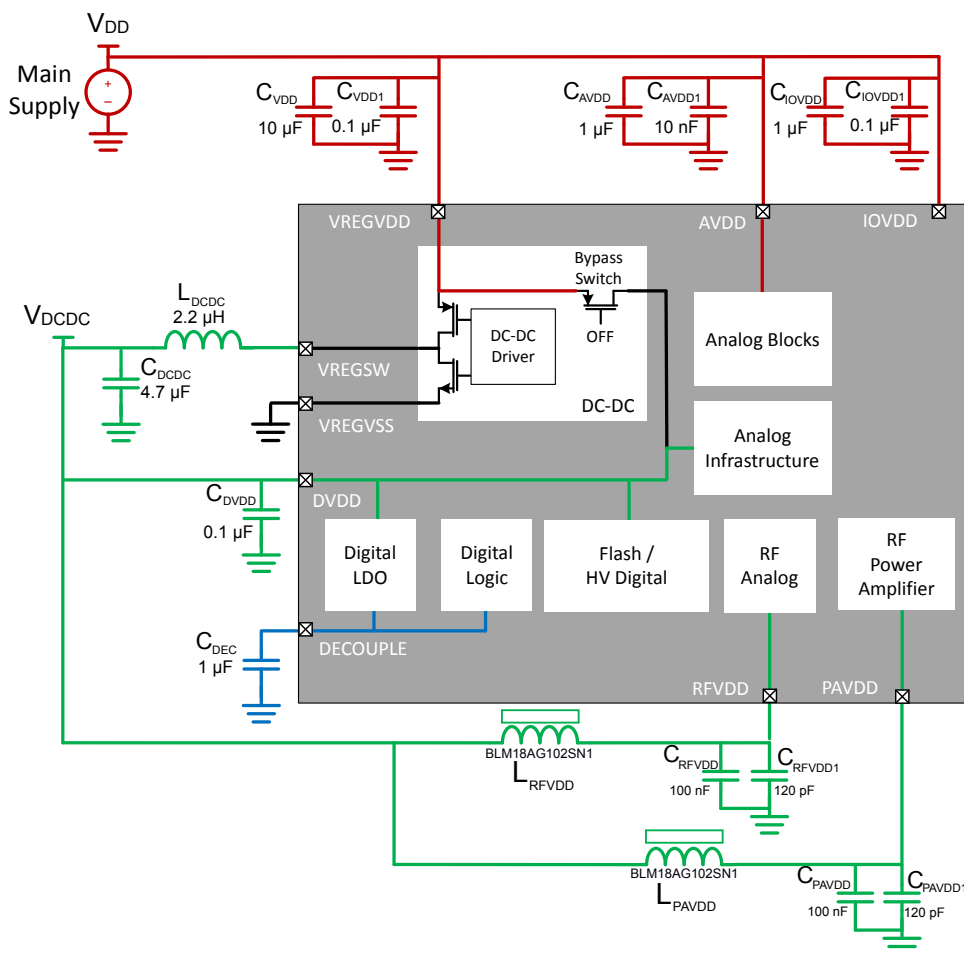 VDD
Main
Supply
+
−
CVDD
10 µF
CVDD1
0.1 µF
CAVDD
1 µF
CAVDD1
10 nF
CIOVDD
1 µF
CIOVDD1
0.1 µF
VREGVDD
AVDD
IOVDD
Bypass
Switch
OFF
DC-DC
Driver
DC-DC
Analog Blocks
Analog
Infrastructure
VDCDC
LDCDC
2.2 µH
CDCDC
4.7 µF
VREGSW
VREGVSS
DVDD
CDVDD
0.1 µF
Digital
LDO
Digital
Logic
Flash /
HV Digital
RF
Analog
RF
Power
Amplifier
DECOUPLE
CDEC
1 µF
RFVDD
PAVDD
BLM18AG102SN1
LRFVDD
CRFVDD
100 nF
CRFVDD1
120 pF
BLM18AG102SN1
LPAVDD
CPAVDD
100 nF
CPAVDD1
120 pF